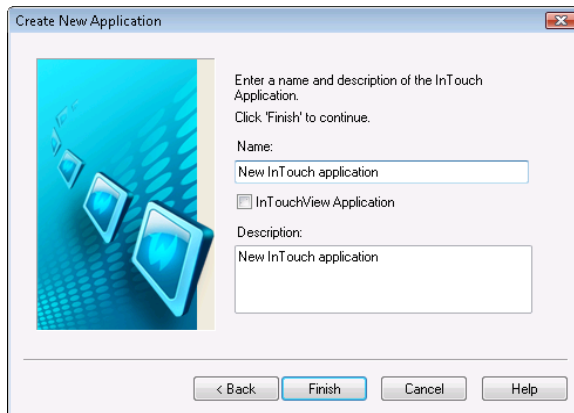 Create New Application
Enter a name and description of the InTouch
Application.
Click 'Finish' to continue.
Name:
New InTouch application
InTouchView Application
Description:
New InTouch application
< Back
Finish
Cancel
Help